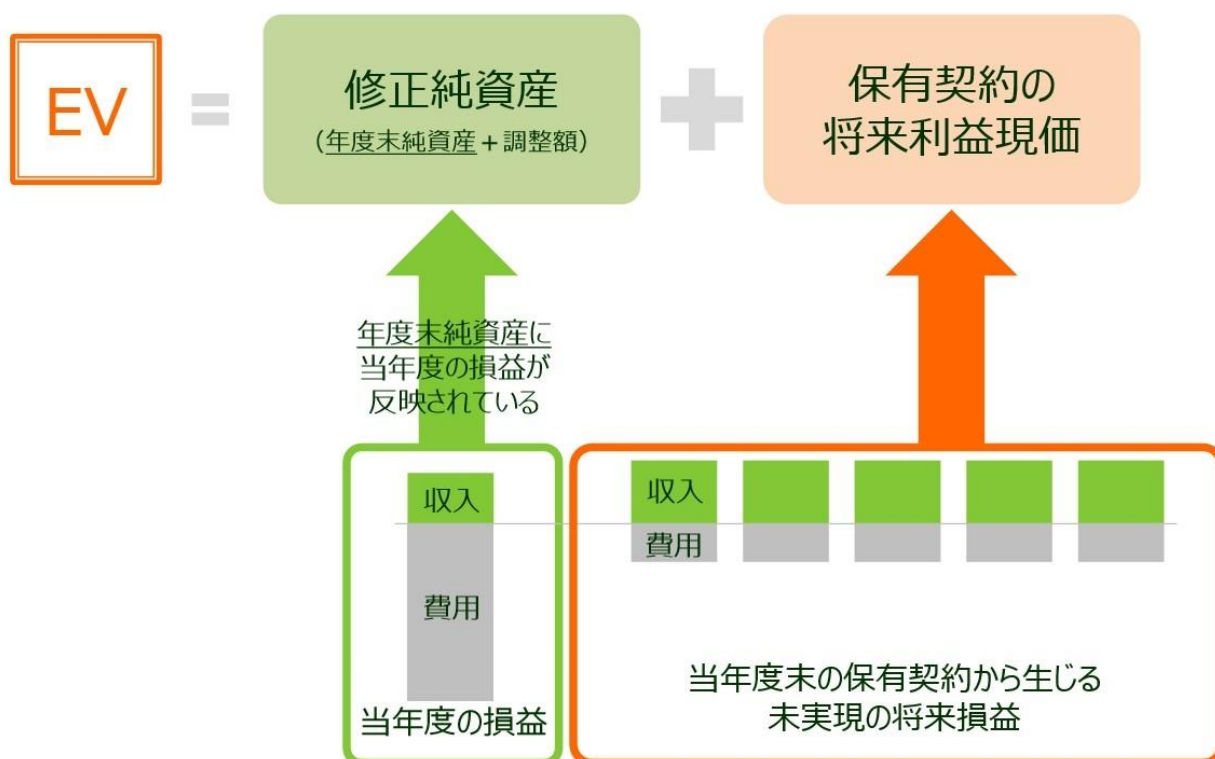 EV
=
修正純資産
（年度末純資産＋調整額）
+
保有契約の
将来利益現価
年度末純資産に
当年度の損益が
反映されている
収入
費用
当年度の損益
収入
費用
当年度末の保有契約から生じる
未実現の将来損益